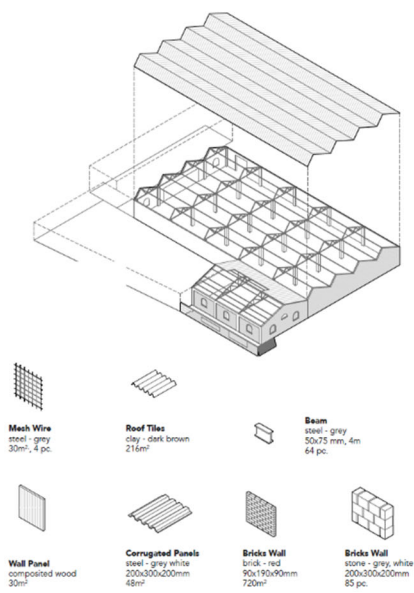 Mesh Wire
steel - grey
30m², 4 pc.
Roof Tiles
clay - dark brown
216m²
Beam
steel - grey
50x75 mm, 4m
64 pc.
Wall Panel
composited wood
30m²
Corrugated Panels
steel - grey white
200x300x200mm
48m²
Bricks Wall
brick - red
90x190x90mm
720m²
Bricks Wall
stone - grey, white
200x300x200mm
85 pc.